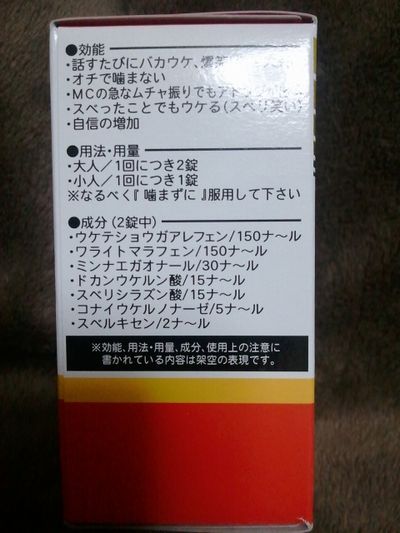 ●効能
・話すたびにバカウケ、爆笑
・オチで噛まない
・MCの急なムチャ振りでもアドリブ
・スベったことでもウケる(スベリ笑い)
・自信の増加
●用法・用量
・大人/1回につき2錠
・小人/1回につき1錠
※なるべく『噛まずに』服用して下さい
●成分(2錠中)
・ウケテショウガアレフェン/150ナ〜ル
・ワライトマラフェン/150ナ〜ル
・ミンナエガオナール/30ナ〜ル
・ドカンウケルン酸/15ナ〜ル
・スベリシラズン酸/15ナ〜ル
・コナイウケルノナーゼ/5ナ〜ル
・スベルキセン/2ナ〜ル
※効能、用法・用量、成分、使用上の注意に
書かれている内容は架空の表現です。